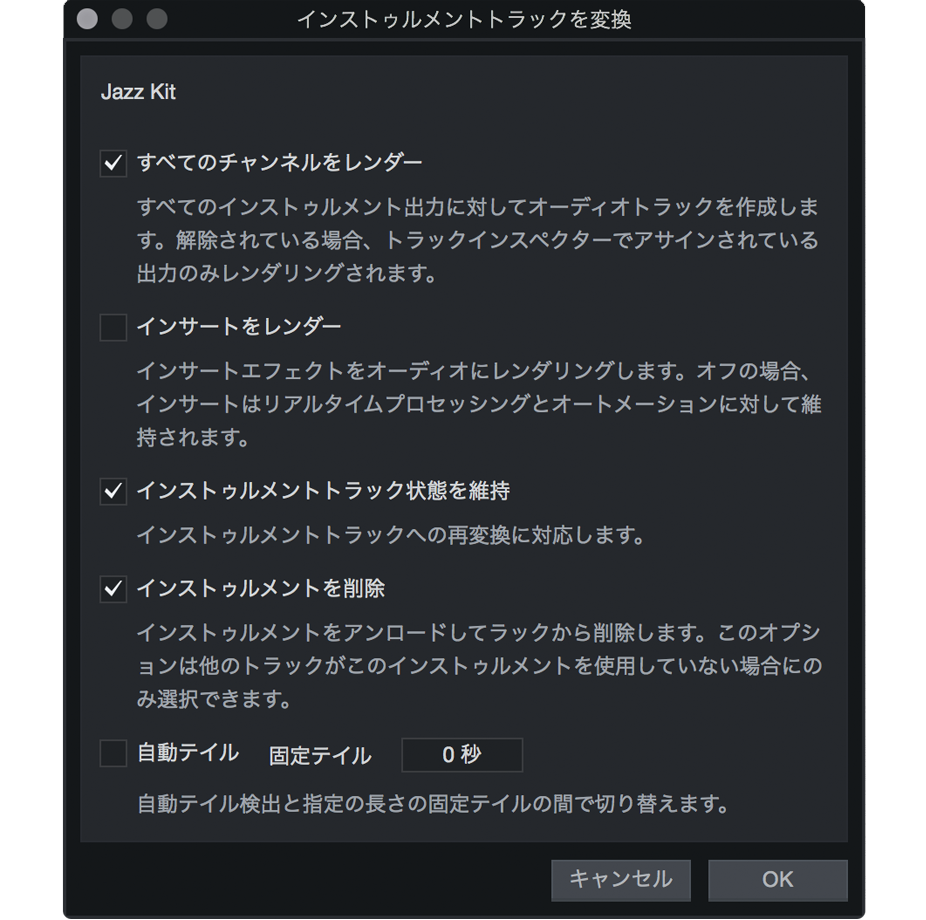 インストゥルメントトラックを変換
Jazz Kit
すべてのチャンネルをレンダー
すべてのインストゥルメント出力に対してオーディオトラックを作成しま
す。解除されている場合、トラックインスペクターでアサインされている
出力のみレンダリングされます。
インサートをレンダー
インサートエフェクトをオーディオにレンダリングします。オフの場合、
インサートはリアルタイムプロセッシングとオートメーションに対して維
持されます。
インストゥルメントトラック状態を維持
インストゥルメントトラックへの再変換に対応します。
インストゥルメントを削除
インストゥルメントをアンロードしてラックから削除します。このオプシ
ョンは他のトラックがこのインストゥルメントを使用していない場合にの
み選択できます。
自動テイル 固定テイル 0 秒
自動テイル検出と指定の長さの固定テイルの間で切り替えます。
キャンセル OK